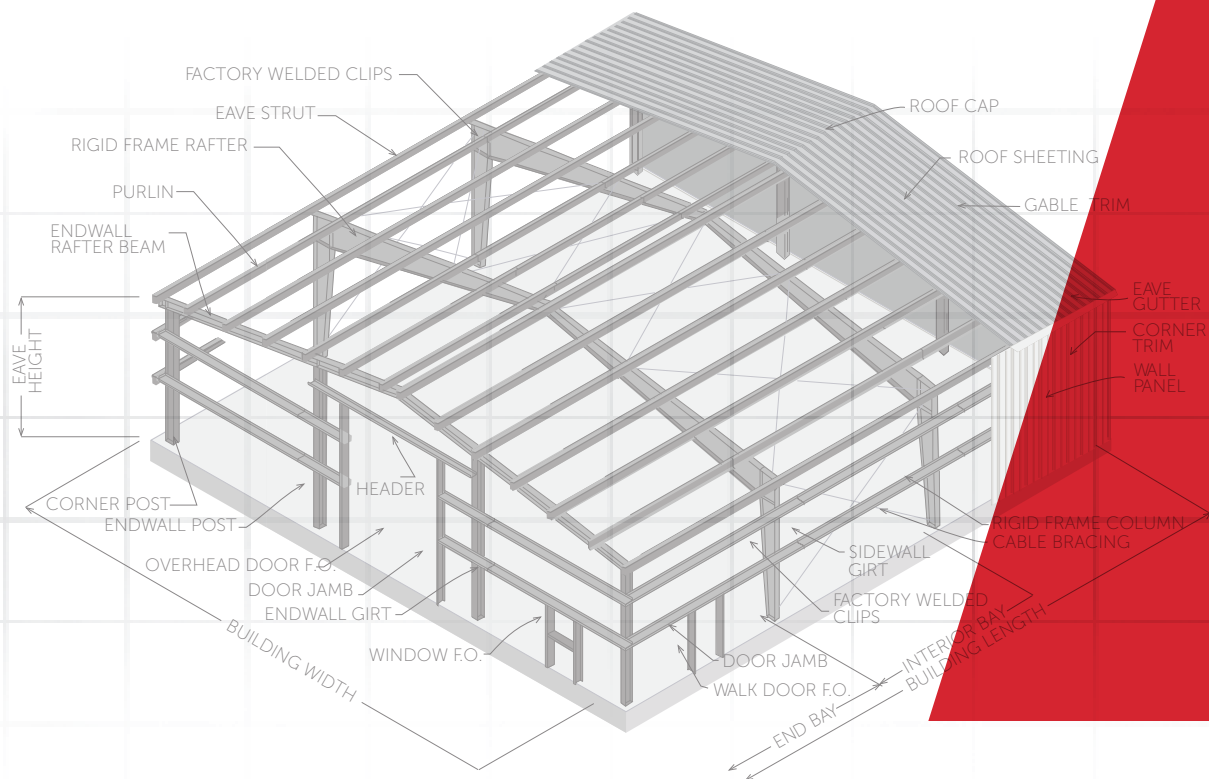 FACTORY WELDED CLIPS
EAVE STRUT
RIGID FRAME RAFTER
PURLIN
ENDWALL
RAFTER BEAM
EAVE
HEIGHT
CORNER POST
ENDWALL POST
OVERHEAD DOOR F.O.
DOOR JAMB
ENDWALL GIRT
HEADER
WINDOW F.O.
BUILDING WIDTH
ROOF CAP
ROOF SHEETING
GABLE TRIM
EAVE
GUTTER
CORNER
TRIM
WALL
PANEL
RIGID FRAME COLUMN
CABLE BRACING
SIDEWALL
GIRT
FACTORY WELDED
CLIPS
DOOR JAMB
WALK DOOR F.O.
INTERIOR BAY
BUILDING LENGTH
END BAY